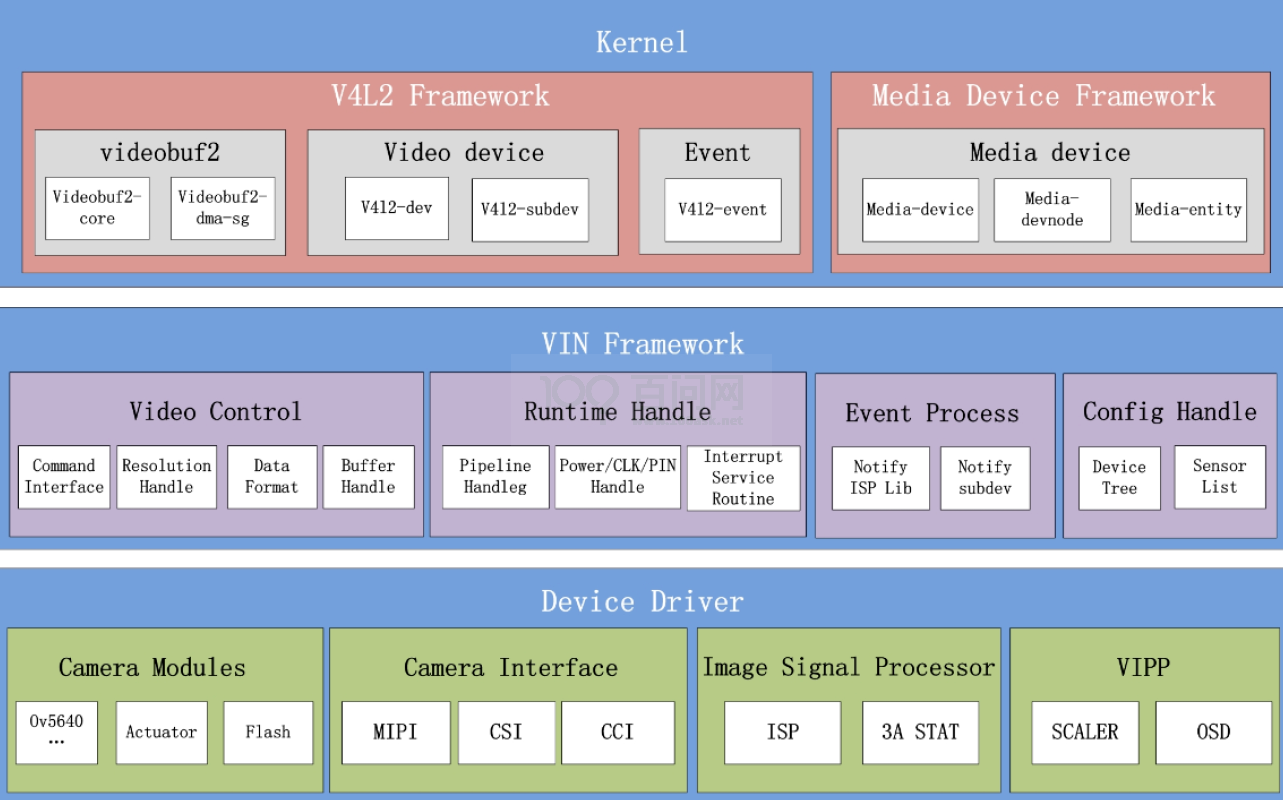 Kernel
V4L2 Framework
Media Device Framework
videobuf2
Video device
Event
Media device
Videobuf2-
core
Videobuf2-
dma-sg
V4l2-dev
V4l2-subdev
V4l2-event
Media-device
Media-
devnode
Media-entity
VIN Framework
100 百问网
Video Control
Runtime Handle
Event Process
Config Handle
Command
Interface
Resolution
Handle
Data
Format
Buffer
Handle
Pipeline
Handleg
Power/CLK/PIN
Handle
Interrupt
Service
Routine
Notify
ISP Lib
Notify
subdev
Device
Tree
Sensor
List
Device Driver
Camera Modules
Camera Interface
Image Signal Processor
VIPP
Ov5640
...
Actuator
Flash
MIPI
CSI
CCI
ISP
3A STAT
SCALER
OSD